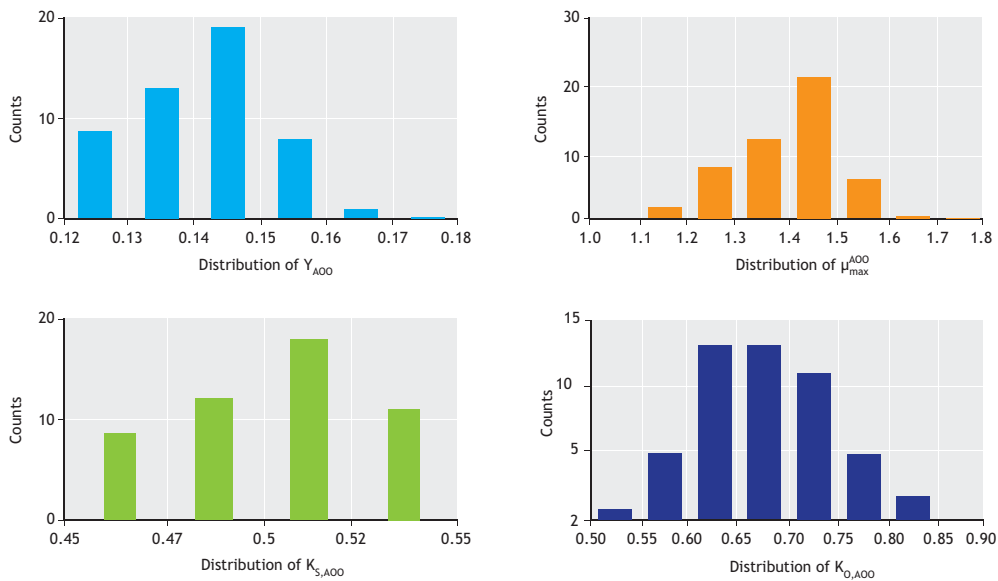 20
10
0
Counts
0.12 0.13 0.14 0.15 0.16 0.17 0.18
Distribution of Y_AOO
30
20
10
0
Counts
1.0 1.1 1.2 1.3 1.4 1.5 1.6 1.7 1.8
Distribution of μ_max^AOO
20
10
0
Counts
0.45 0.47 0.5 0.52 0.55
Distribution of K_S,AOO
15
10
5
2
Counts
0.50 0.55 0.60 0.65 0.70 0.75 0.80 0.85 0.90
Distribution of K_O,AOO